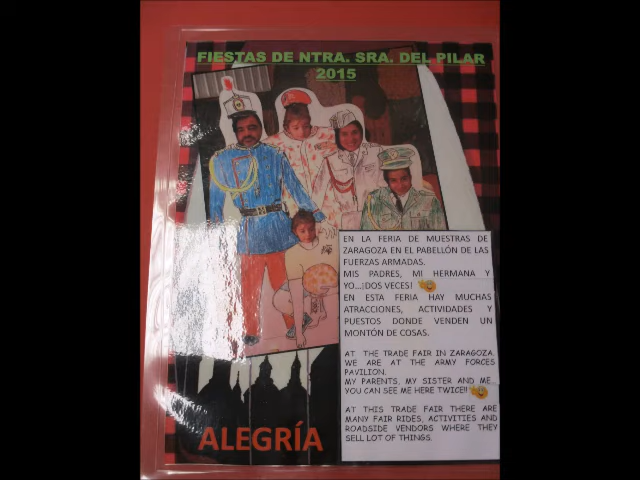 FIESTAS DE NTRA. SRA. DEL PILAR
2015
EN LA FERIA DE MUESTRAS DE
ZARAGOZA EN EL PABELLÓN DE LAS
FUERZAS ARMADAS.
MIS PADRES, MI HERMANA Y
YO...¡DOS VECES!
EN ESTA FERIA HAY MUCHAS
ATRACCIONES, ACTIVIDADES Y
PUESTOS DONDE VENDEN UN
MONTÓN DE COSAS.
AT THE TRADE FAIR IN ZARAGOZA.
WE ARE AT THE ARMY FORCES
PAVILION.
MY PARENTS, MY SISTER AND ME...
YOU CAN SEE ME HERE TWICE!!
AT THIS TRADE FAIR THERE ARE
MANY FAIR RIDES, ACTIVITIES AND
ROADSIDE VENDORS WHERE THEY
SELL LOT OF THINGS.
ALEGRÍA